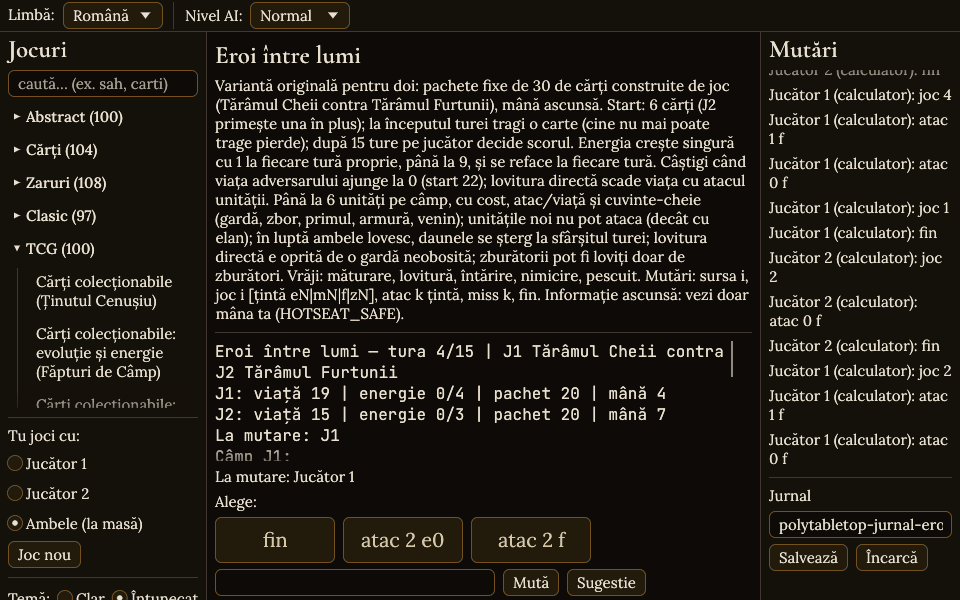 Limbă: Română Nivel AI: Normal
Jocuri
caută... (ex. sah, carti)
Abstract (100)
Cărți (104)
Zaruri (108)
Clasic (97)
TCG (100)
Cărți colecționabile
(Ținutul Cenușiu)
Cărți colecționabile:
evoluție și energie
(Făpturi de Câmp)
Cărți colecționabile:
Tu joci cu:
Jucător 1
Jucător 2
Ambele (la masă)
Joc nou
Temă: Clar Întunecat
Eroi între lumi
Variantă originală pentru doi: pachete fixe de 30 de cărți construite de joc
(Tărâmul Cheii contra Tărâmul Furtunii), mână ascunsă. Start: 6 cărți (J2
primește una în plus); la începutul turei tragi o carte (cine nu mai poate
trage pierde); după 15 ture pe jucător decide scorul. Energia crește singură
cu 1 la fiecare tură proprie, până la 9, și se reface la fiecare tură. Câștigi când
viața adversarului ajunge la 0 (start 22); lovitura directă scade viața cu atacul
unității. Până la 6 unități pe câmp, cu cost, atac/viață și cuvinte-cheie
(gardă, zbor, primul, armură, venin); unitățile noi nu pot ataca (decât cu
elan); în luptă ambele lovesc, daunele se șterg la sfârșitul turei; lovitura
directă e oprită de o gardă neobosită; zburătorii pot fi loviți doar de
zburători. Vrăji: măturare, lovitură, întărire, nimicire, pescuit. Mutări: sursa i,
joc i [țintă eN|mN|f|zN], atac k țintă, miss k, fin. Informație ascunsă: vezi doar
mâna ta (HOTSEAT_SAFE).
Eroi între lumi — tura 4/15 | J1 Tărâmul Cheii contra
J2 Tărâmul Furtunii
J1: viață 19 | energie 0/4 | pachet 20 | mână 4
J2: viață 15 | energie 0/3 | pachet 20 | mână 7
La mutare: J1
Câmp J1:
La mutare: Jucător 1
Alege:
fin
atac 2 e0
atac 2 f
Mută
Sugestie
Mutări
Jucător 2 (calculator): fin
Jucător 1 (calculator): joc 4
Jucător 1 (calculator): atac
1 f
Jucător 1 (calculator): atac
0 f
Jucător 1 (calculator): joc 1
Jucător 1 (calculator): fin
Jucător 2 (calculator): joc
2
Jucător 2 (calculator):
atac 0 f
Jucător 2 (calculator): fin
Jucător 1 (calculator): joc 2
Jucător 1 (calculator): atac
1 f
Jucător 1 (calculator): atac
0 f
Jurnal
polytabletop-jurnal-ero
Salvează
Încarcă